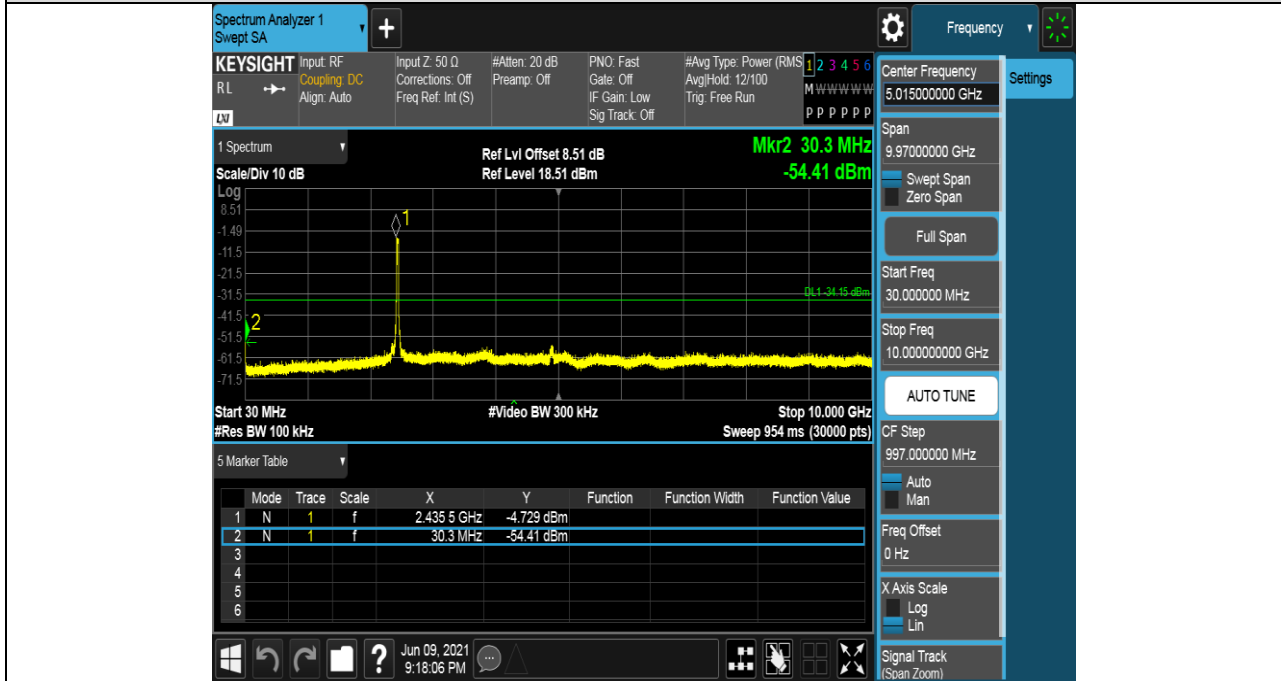 Spectrum Analyzer 1
Swept SA
+
Frequency
KEYSIGHT
RL
LXI
Input: RF
Coupling: DC
Align: Auto
Input Z: 50 Ω
Corrections: Off
Freq Ref: Int (S)
#Atten: 20 dB
Preamp: Off
PNO: Fast
Gate: Off
IF Gain: Low
Sig Track: Off
#Avg Type: Power (RMS
Avg|Hold: 12/100
Trig: Free Run
1 2 3 4 5 6
M W W W W W
P P P P P P
1 Spectrum
Scale/Div 10 dB
Ref Lvl Offset 8.51 dB
Ref Level 18.51 dBm
Mkr2 30.3 MHz
-54.41 dBm
Log
8.51
-1.49
-11.5
-21.5
-31.5
-41.5
-51.5
-61.5
-71.5
1
2
DL1 -34.15 dBm
Start 30 MHz
#Video BW 300 kHz
Stop 10.000 GHz
#Res BW 100 kHz
Sweep 954 ms (30000 pts)
5 Marker Table
Mode Trace Scale X Y Function Function Width Function Value
1 N 1 f 2.435 5 GHz -4.729 dBm
2 N 1 f 30.3 MHz -54.41 dBm
3
4
5
6
?
Jun 09, 2021
9:18:06 PM
Center Frequency
5.015000000 GHz
Settings
Span
9.97000000 GHz
Swept Span
Zero Span
Full Span
Start Freq
30.000000 MHz
Stop Freq
10.000000000 GHz
AUTO TUNE
CF Step
997.000000 MHz
Auto
Man
Freq Offset
0 Hz
X Axis Scale
Log
Lin
Signal Track
(Span Zoom)